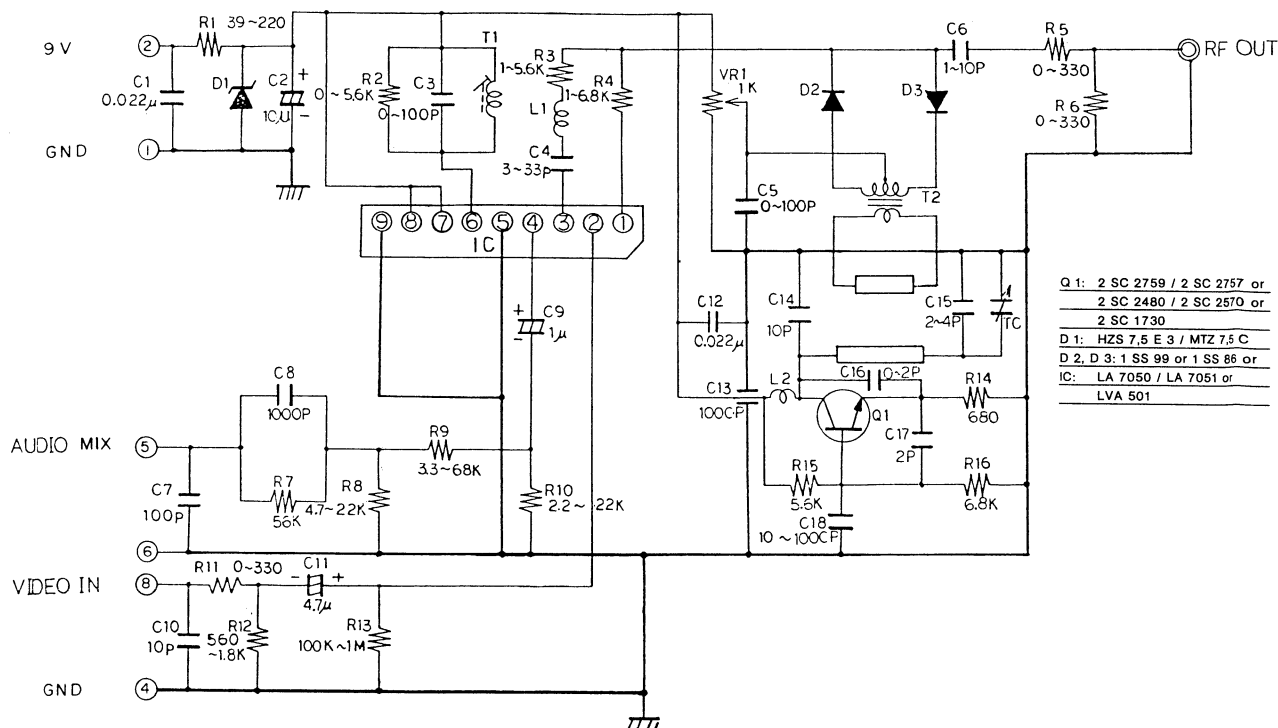 9 V
②
R1 39~220
C1
0.022μ
D1
C2
+
10μ
-
GND
①
R2
0~5.6K
C3
0~100P
T1
R3
1~5.6K
L1
C4
3~33P
R4
1~6.8K
VR1
1K
D2
D3
C6
1~10P
R5
0~330
R6
0~330
RF OUT
C5
0~100P
T2
⑨ ⑧ ⑦ ⑥ ⑤ ④ ③ ② ①
IC
C9
+
-
1μ
C12
0.022μ
C14
10P
C15
2~4P
TC
C16
0~2P
C13
1000P
L2
Q1
R14
680
C17
2P
R15
5.6K
R16
6.8K
C18
10~100P
Q 1: 2 SC 2759 / 2 SC 2757 or
2 SC 2480 / 2 SC 2570 or
2 SC 1730
D 1: HZS 7,5 E 3 / MTZ 7,5 C
D 2, D 3: 1 SS 99 or 1 SS 86 or
IC: LA 7050 / LA 7051 or
LVA 501
AUDIO MIX
⑤
C8
1000P
C7
100P
R7
56K
R8
4.7~22K
R9
3.3~68K
R10
2.2~22K
⑥
VIDEO IN
⑧
R11 0~330
- C11 +
4.7μ
C10
10P
R12
560
~1.8K
R13
100K~1M
GND
④